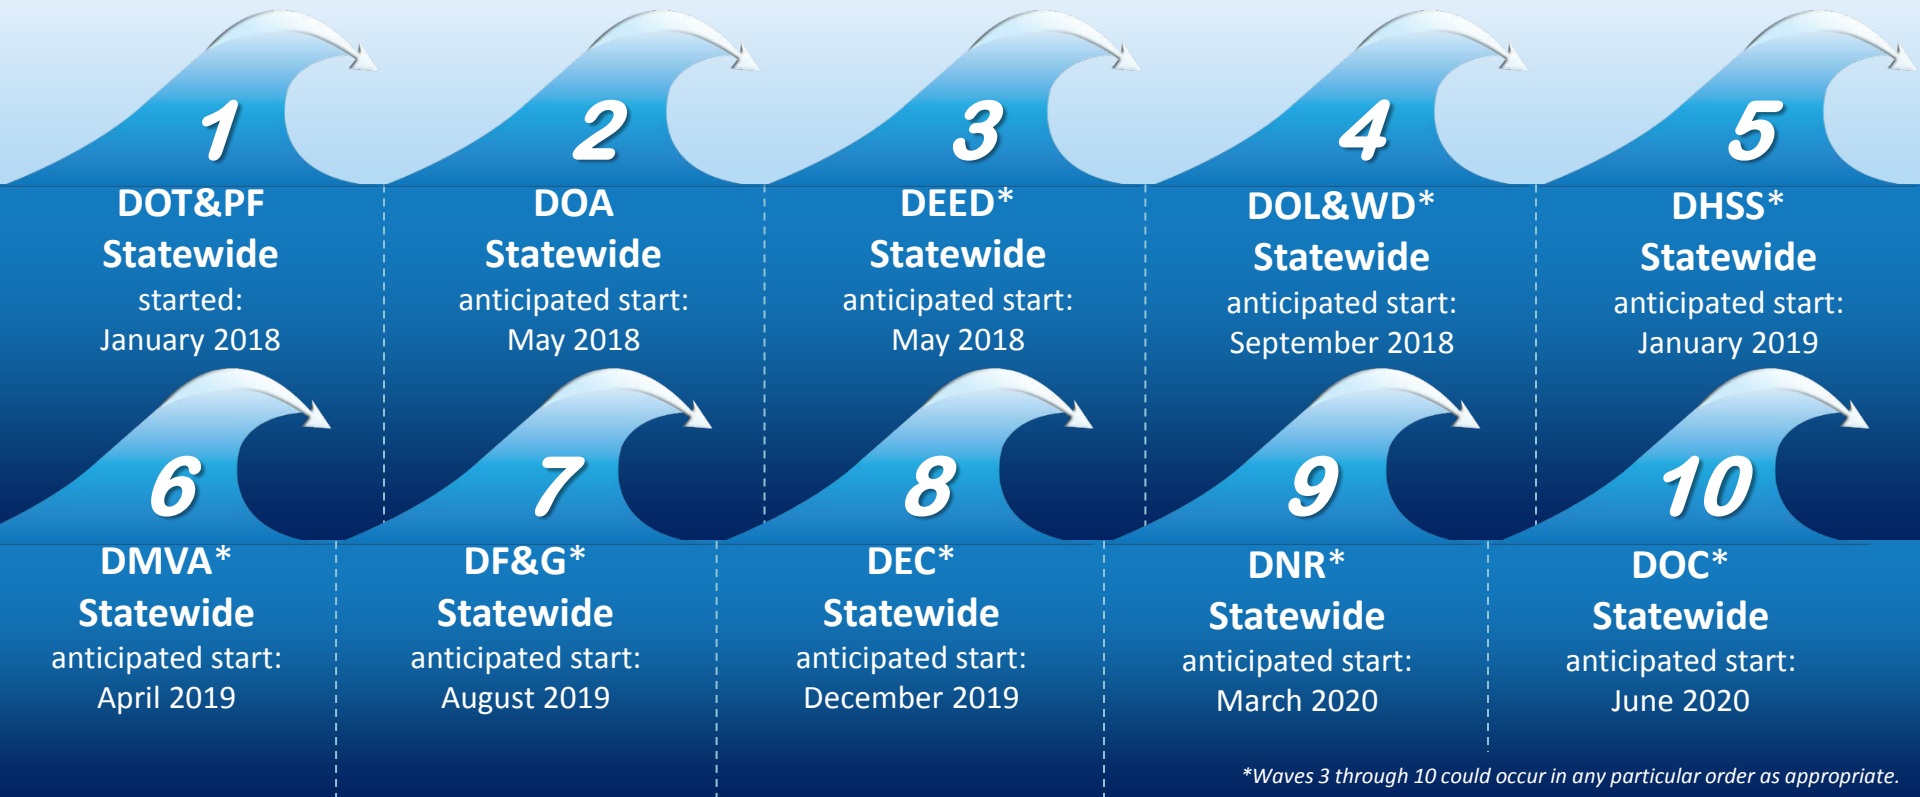 1
DOT&PF
Statewide
started:
January 2018
2
DOA
Statewide
anticipated start:
May 2018
3
DEED*
Statewide
anticipated start:
May 2018
4
DOL&WD*
Statewide
anticipated start:
September 2018
5
DHSS*
Statewide
anticipated start:
January 2019
6
DMVA*
Statewide
anticipated start:
April 2019
7
DF&G*
Statewide
anticipated start:
August 2019
8
DEC*
Statewide
anticipated start:
December 2019
9
DNR*
Statewide
anticipated start:
March 2020
10
DOC*
Statewide
anticipated start:
June 2020
*Waves 3 through 10 could occur in any particular order as appropriate.